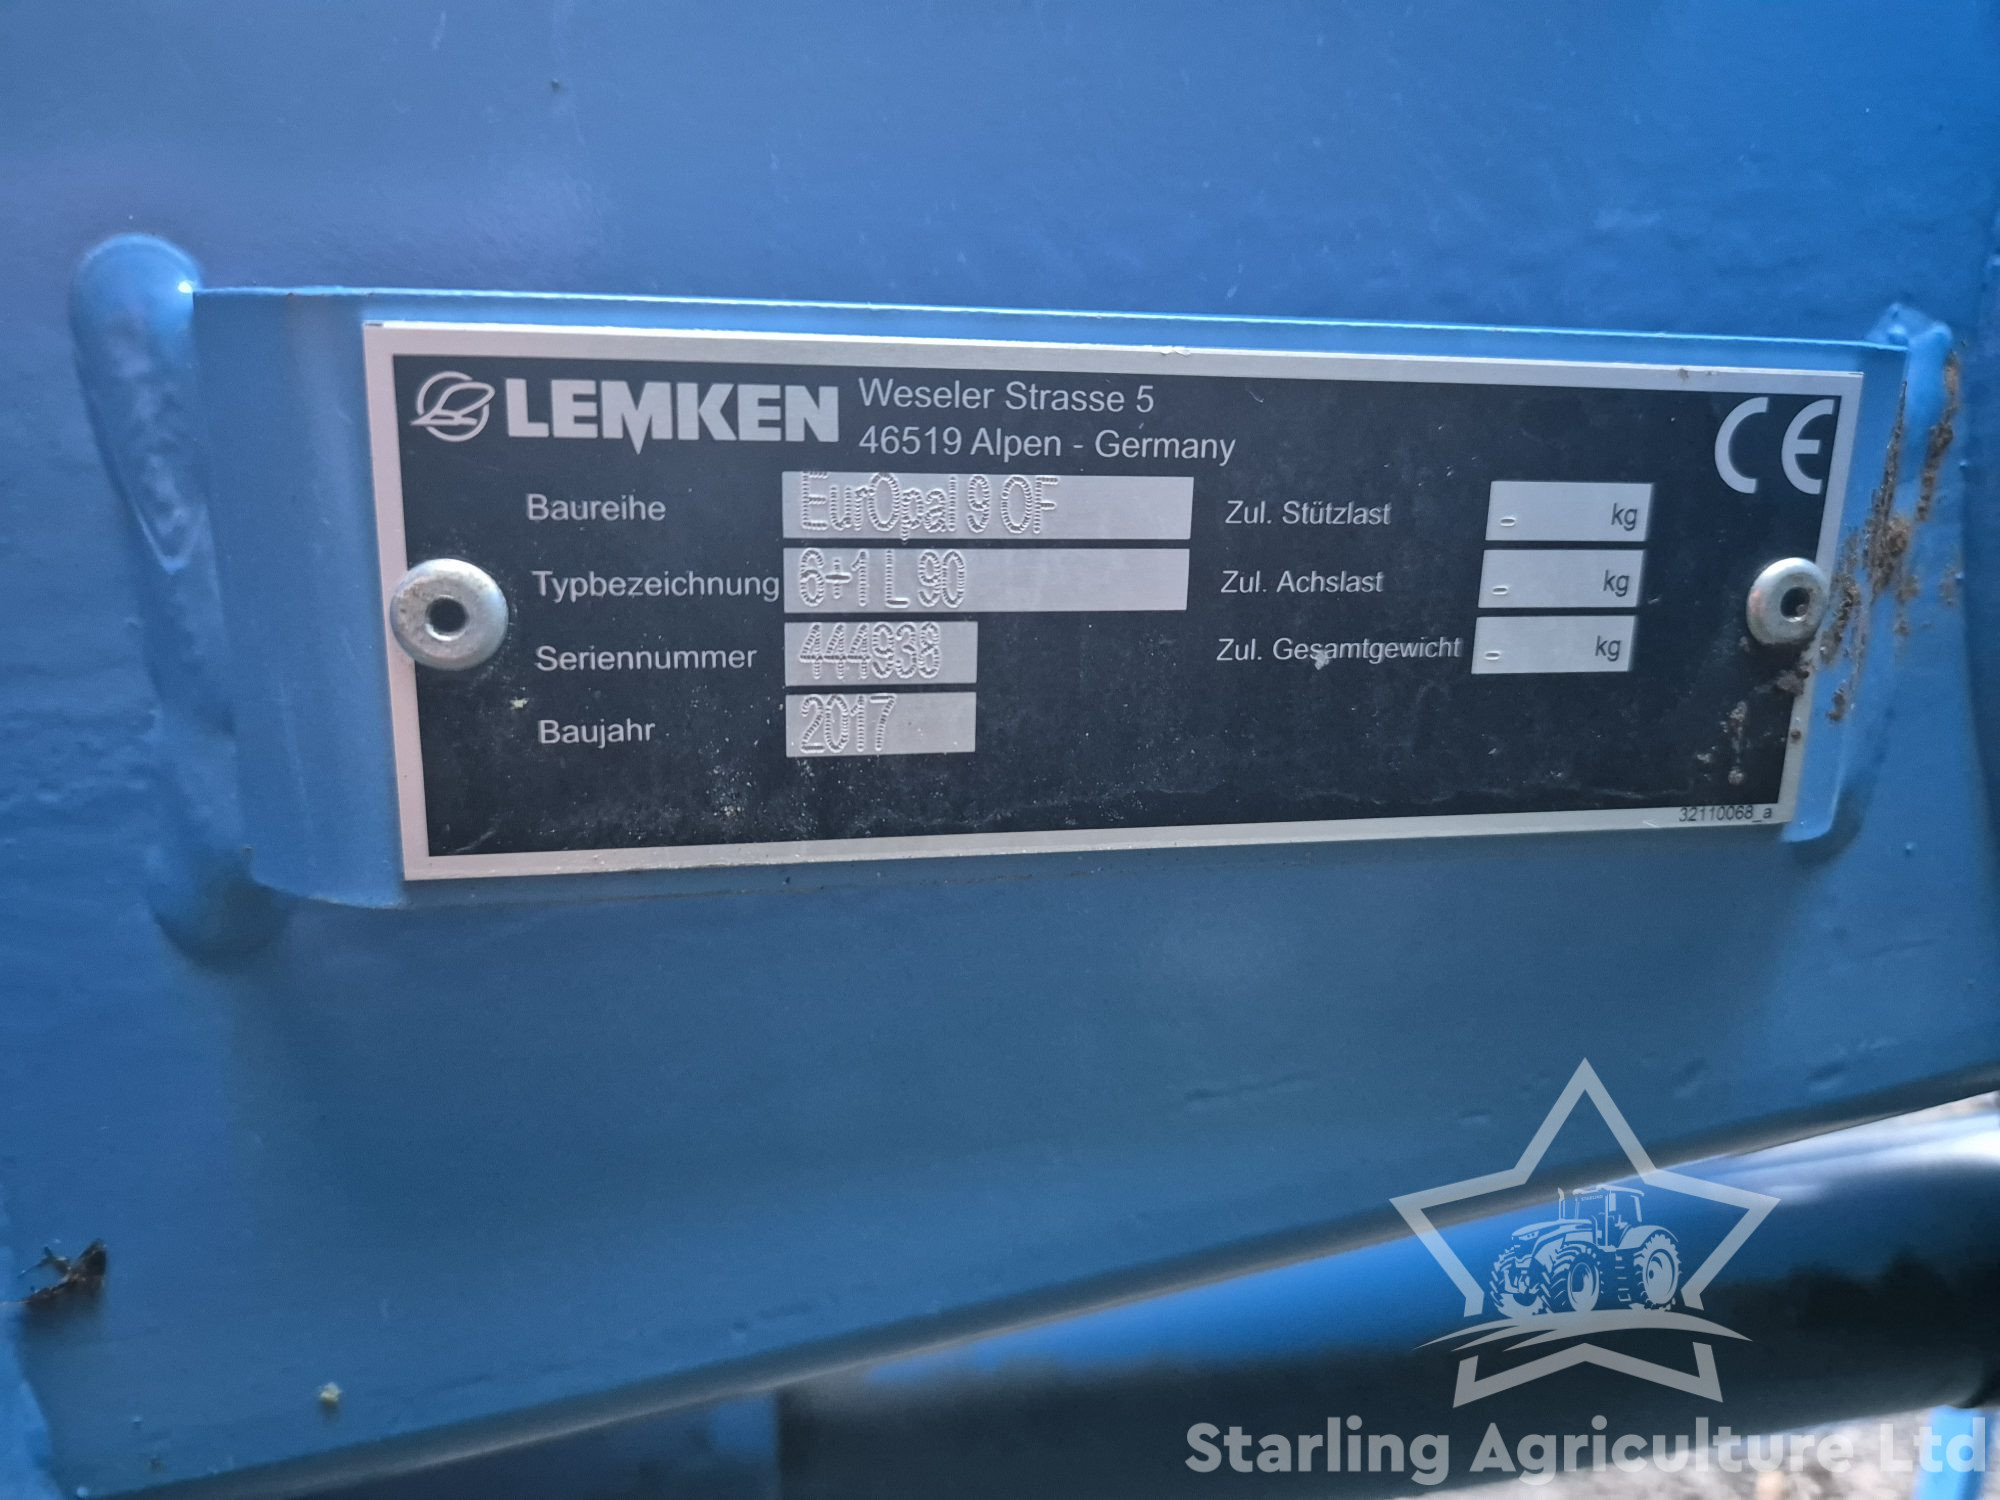 LEMKEN Weseler Strasse 5
46519 Alpen - Germany
CE
Baureihe EurOpal 9 OF
Typbezeichnung 6+1 L 90
Seriennummer 444938
Baujahr 2017
Zul. Stützlast - kg
Zul. Achslast - kg
Zul. Gesamtgewicht - kg
32110068_a
Starling Agriculture Ltd